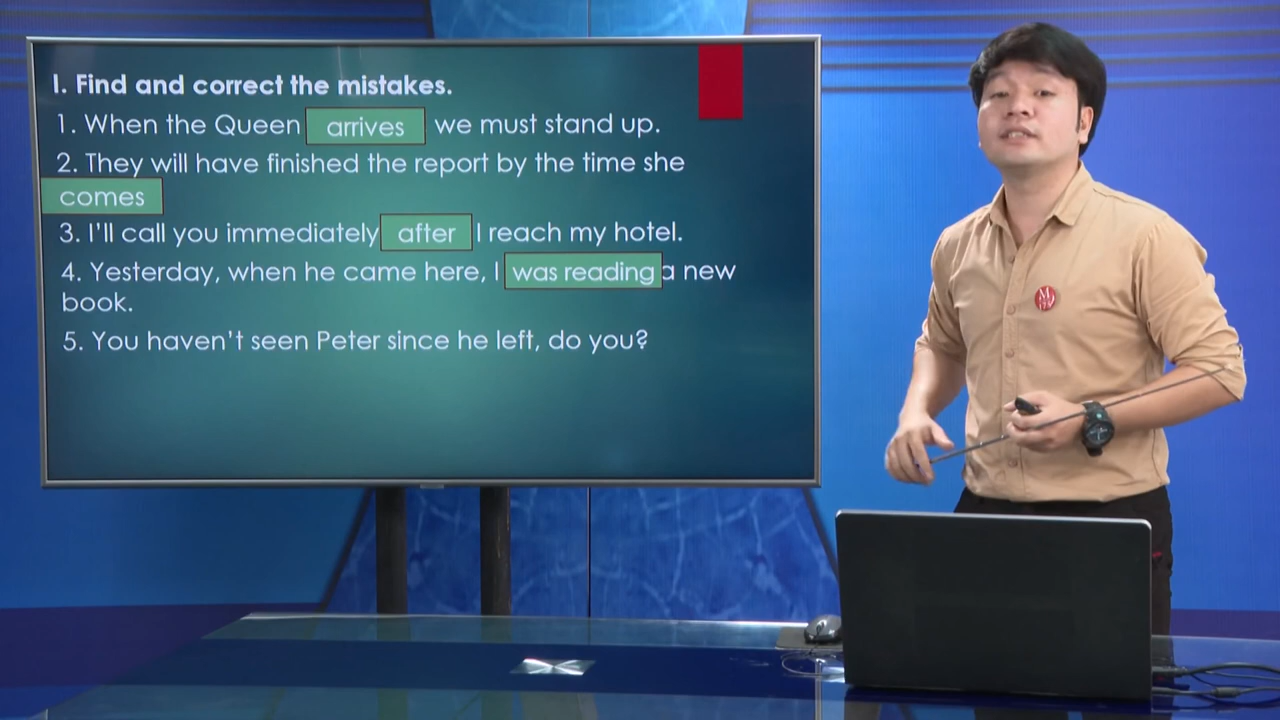 I. Find and correct the mistakes.
1. When the Queen arrives we must stand up.
2. They will have finished the report by the time she
comes
3. I'll call you immediately after I reach my hotel.
4. Yesterday, when he came here, I was reading a new
book.
5. You haven't seen Peter since he left, do you?